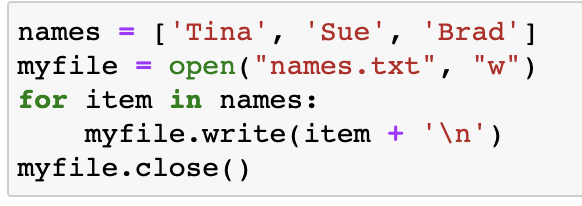 names = ['Tina', 'Sue', 'Brad']
myfile = open("names.txt", "w")
for item in names:
    myfile.write(item + '\n')
myfile.close()